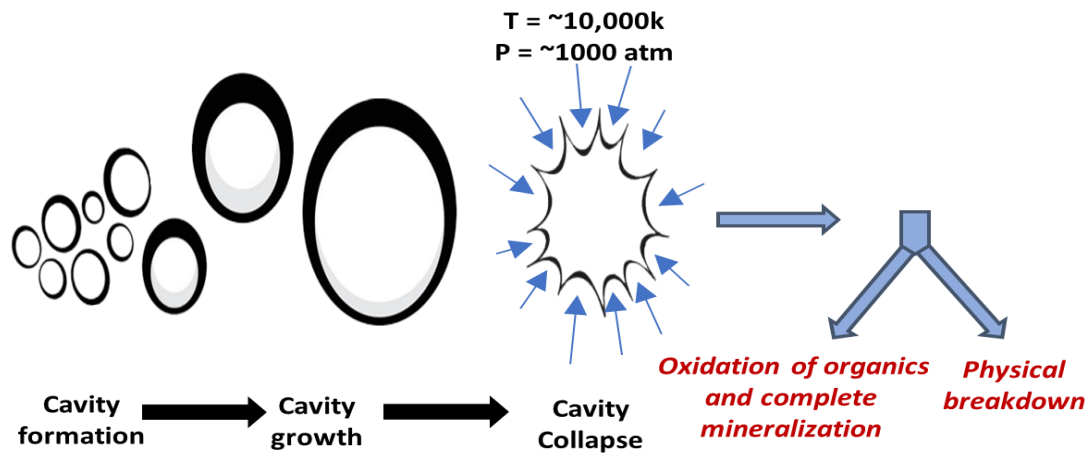 T = ~10,000k
P = ~1000 atm
Oxidation of organics
and complete
mineralization
Physical
breakdown
Cavity
formation
Cavity
growth
Cavity
Collapse